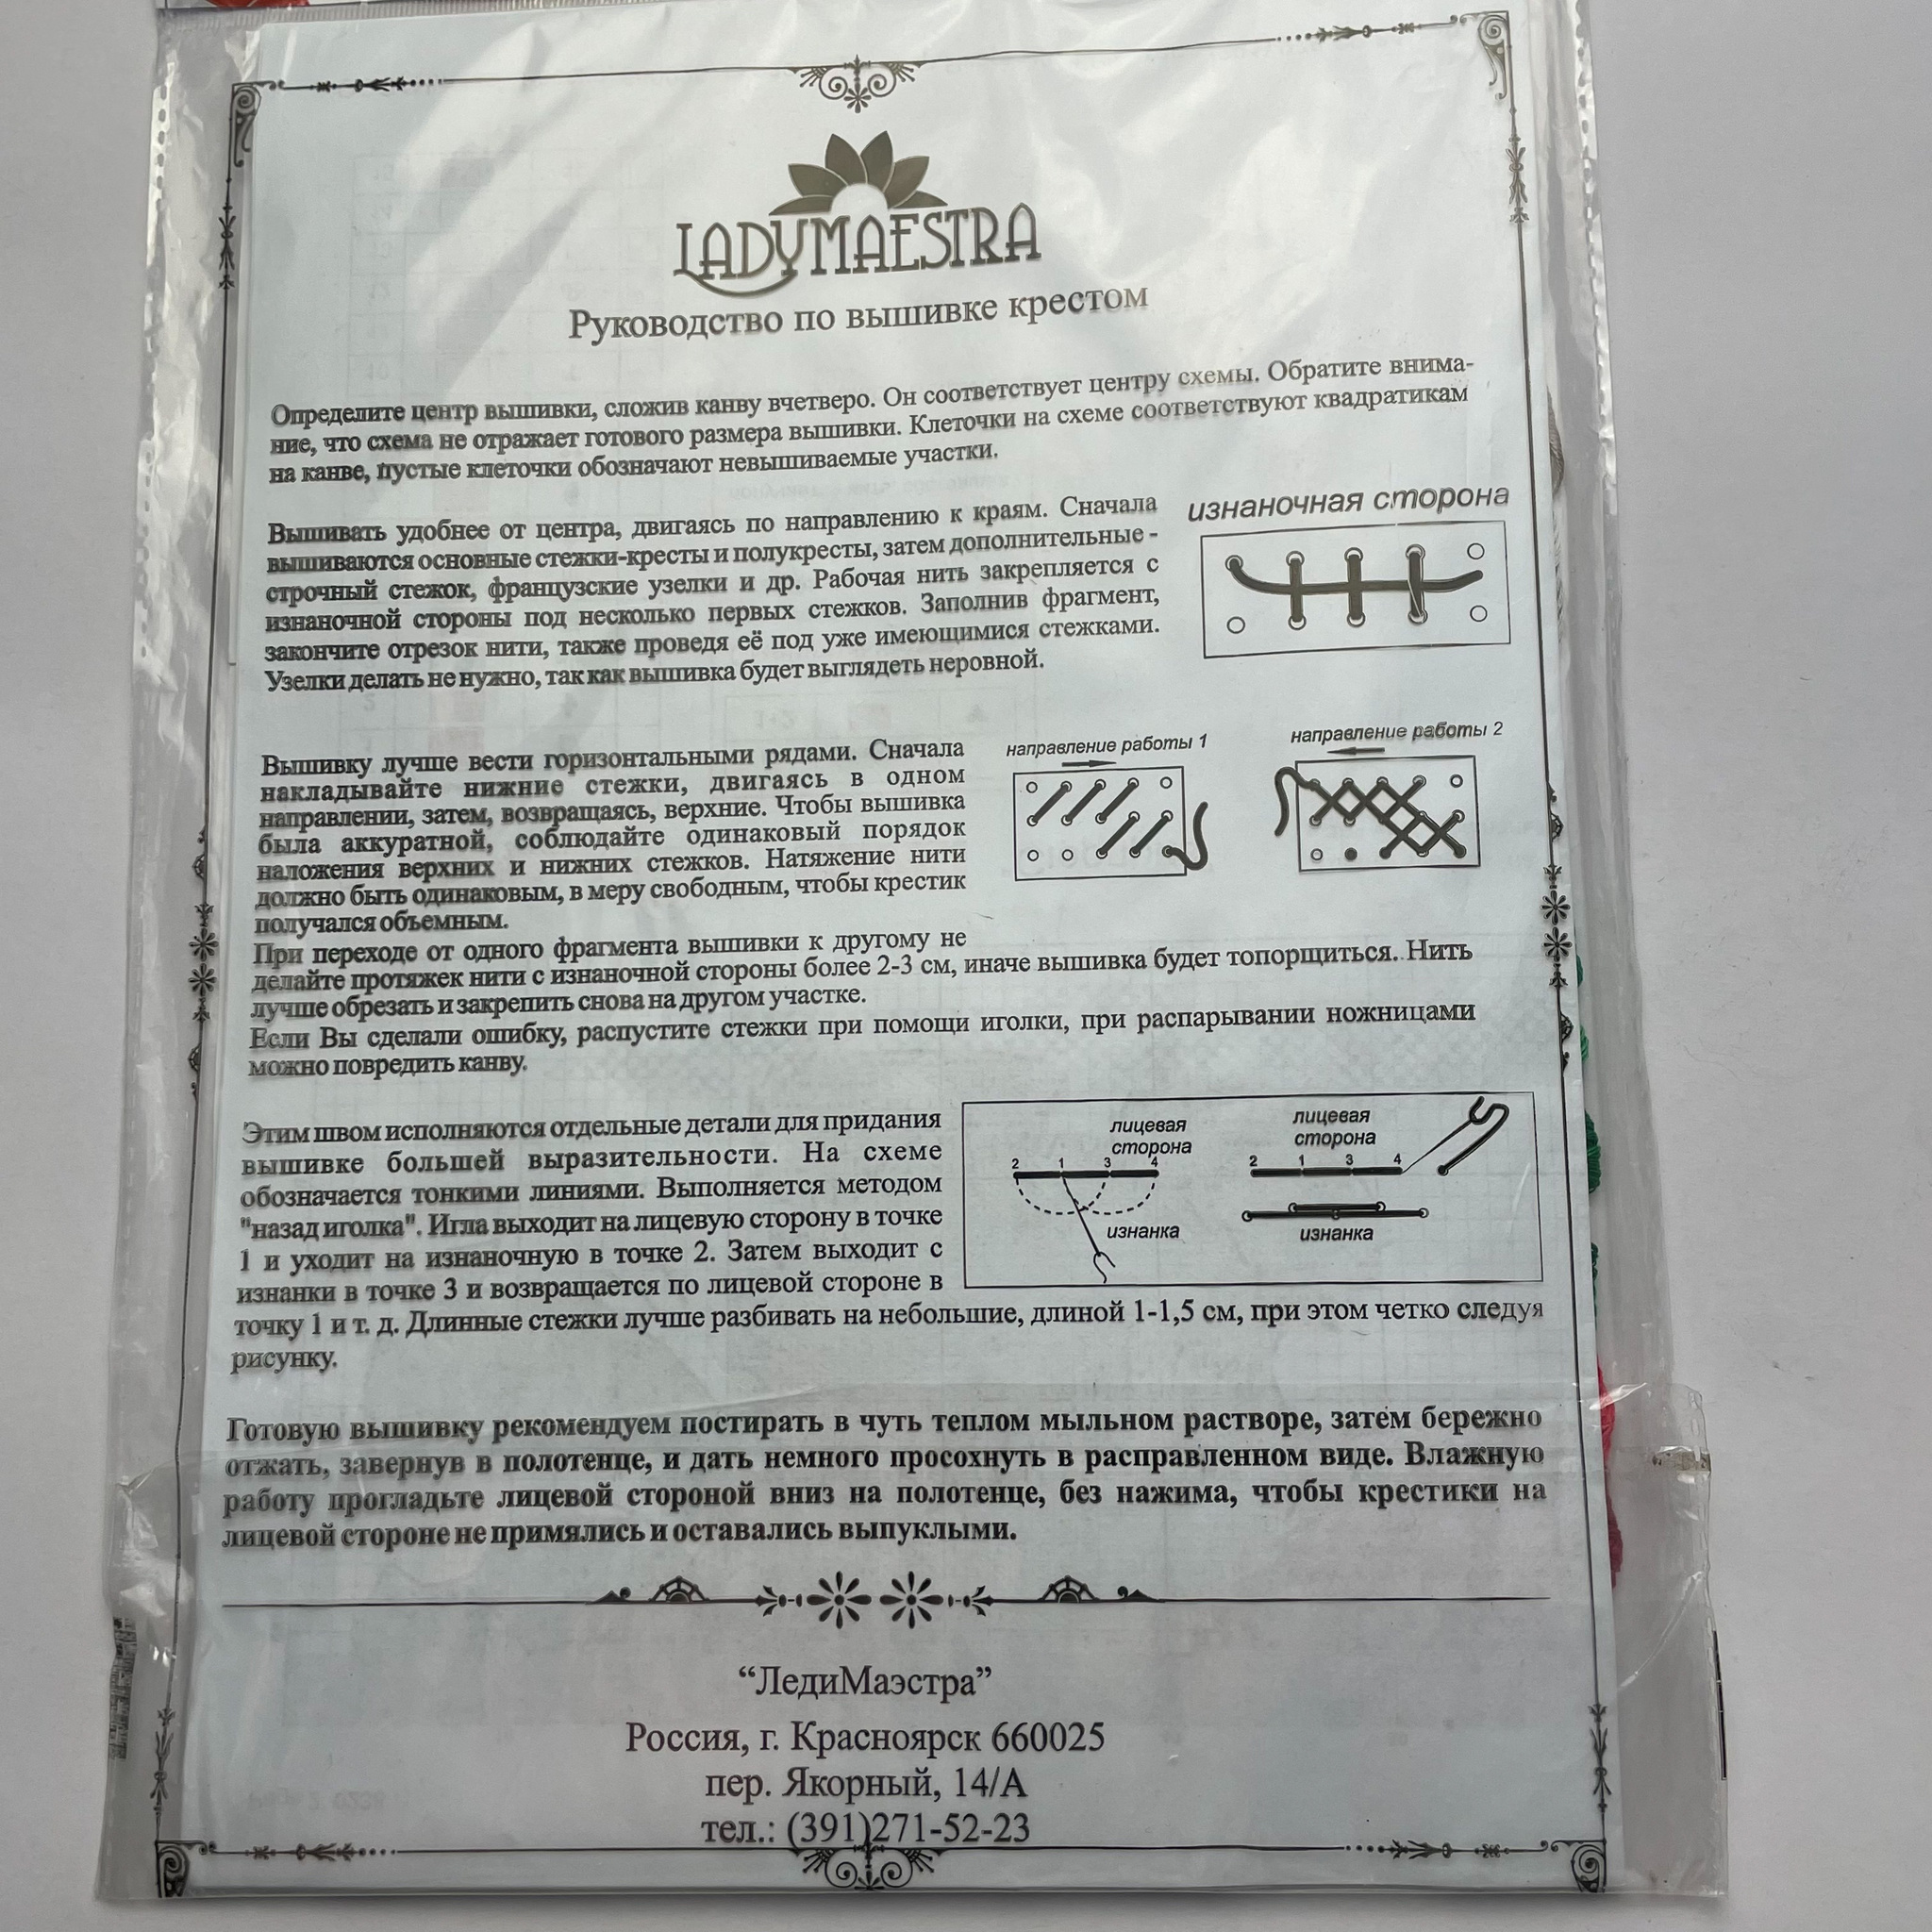 LADYMAESTRA
Руководство по вышивке крестом
Определите центр вышивки, сложив канву вчетверо. Он соответствует центру схемы. Обратите внима-
ние, что схема не отражает готового размера вышивки. Клеточки на схеме соответствуют квадратикам
на канве, пустые клеточки обозначают невышиваемые участки.
Вышивать удобнее от центра, двигаясь по направлению к краям. Сначала
вышиваются основные стежки-кресты и полукресты, затем дополнительные -
строчный стежок, французские узелки и др. Рабочая нить закрепляется с
изнаночной стороны под несколько первых стежков. Заполнив фрагмент,
закончите отрезок нити, также проведя её под уже имеющимися стежками.
Узелки делать не нужно, так как вышивка будет выглядеть неровной.
изнаночная сторона
Вышивку лучше вести горизонтальными рядами. Сначала
накладывайте нижние стежки, двигаясь в одном
направлении, затем, возвращаясь, верхние. Чтобы вышивка
была аккуратной, соблюдайте одинаковый порядок
наложения верхних и нижних стежков. Натяжение нити
должно быть одинаковым, в меру свободным, чтобы крестик
получался объемным.
направление работы 1
направление работы 2
При переходе от одного фрагмента вышивки к другому не
делайте протяжек нити с изнаночной стороны более 2-3 см, иначе вышивка будет топорщиться. Нить
лучше обрезать и закрепить снова на другом участке.
Если Вы сделали ошибку, распустите стежки при помощи иголки, при распарывании ножницами
можно повредить канву.
Этим швом исполняются отдельные детали для придания
вышивке большей выразительности. На схеме
обозначается тонкими линиями. Выполняется методом
"назад иголка". Игла выходит на лицевую сторону в точке
1 и уходит на изнаночную в точке 2. Затем выходит с
изнанки в точке 3 и возвращается по лицевой стороне в
точку 1 и т. д. Длинные стежки лучше разбивать на небольшие, длиной 1-1,5 см, при этом четко следуя
рисунку.
лицевая
сторона
2 1 3 4
изнанка
лицевая
сторона
2 1 3 4
изнанка
Готовую вышивку рекомендуем постирать в чуть теплом мыльном растворе, затем бережно
отжать, завернув в полотенце, и дать немного просохнуть в расправленном виде. Влажную
работу прогладьте лицевой стороной вниз на полотенце, без нажима, чтобы крестики на
лицевой стороне не примялись и оставались выпуклыми.
“ЛедиМаэстра”
Россия, г. Красноярск 660025
пер. Якорный, 14/А
тел.: (391)271-52-23